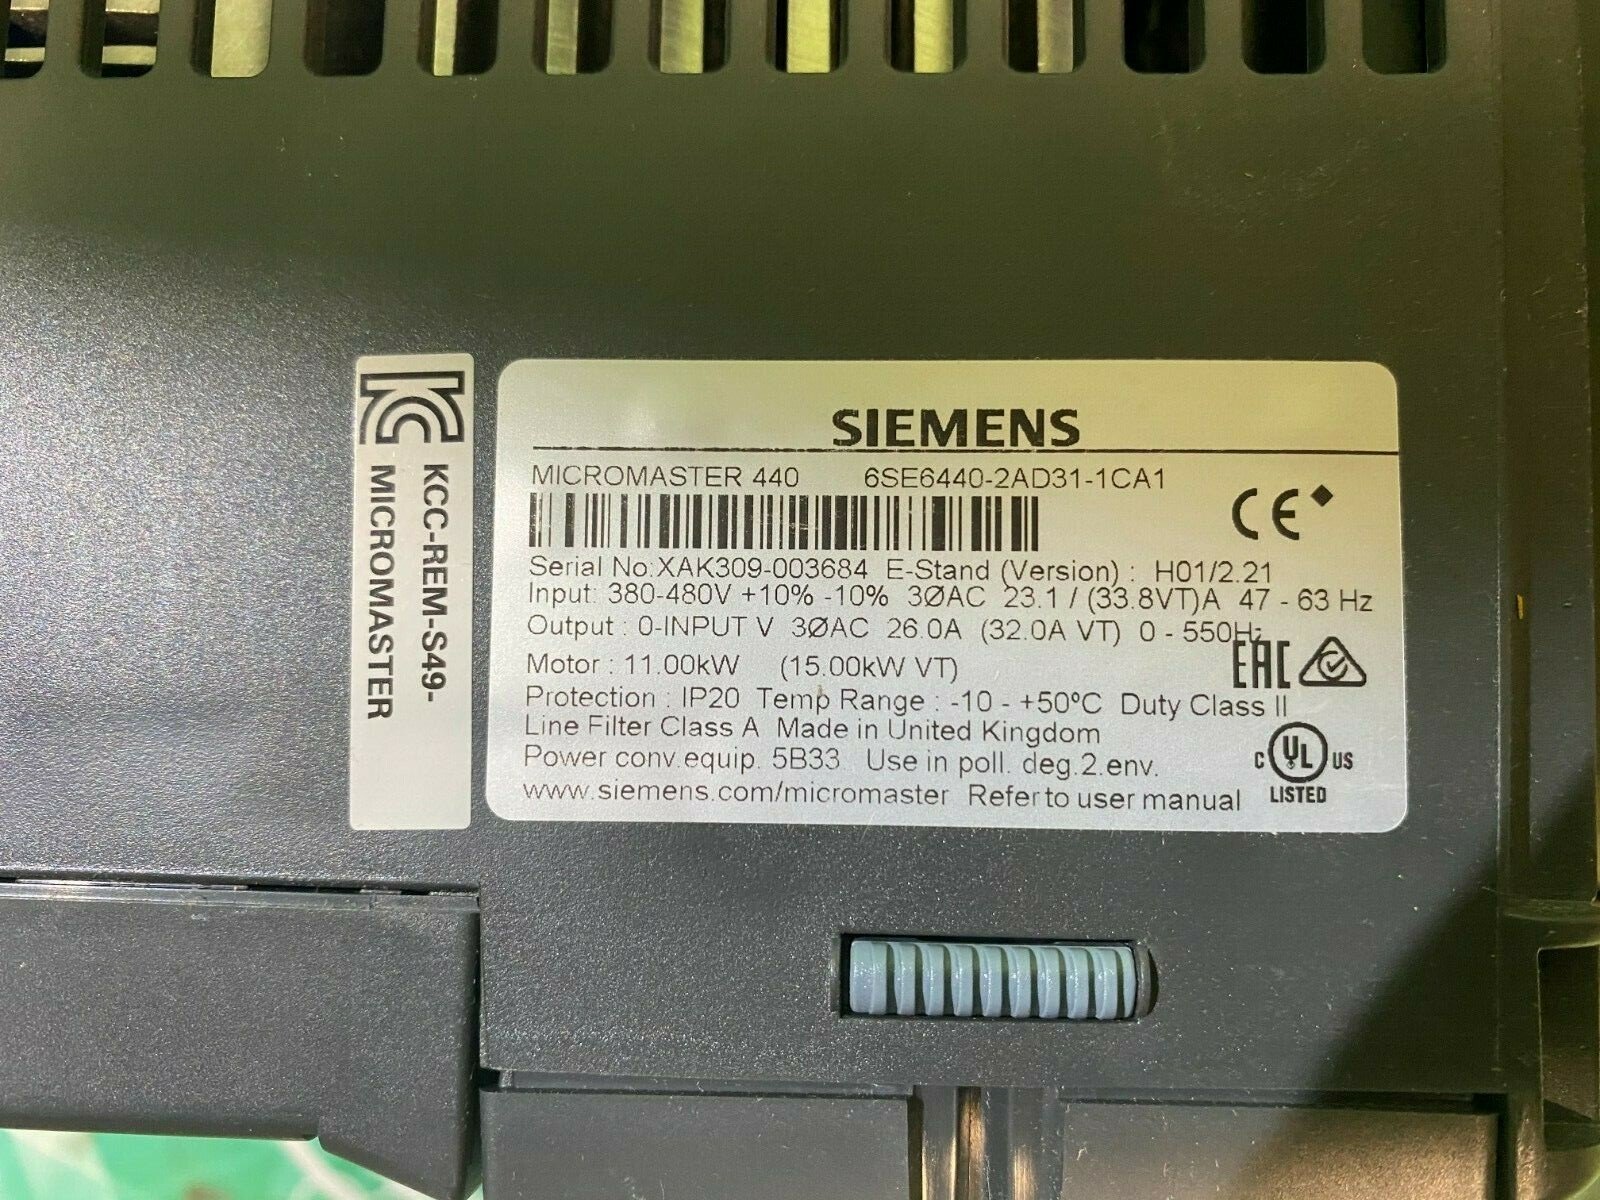 SIEMENS
MICROMASTER 440 6SE6440-2AD31-1CA1
CE
Serial No:XAK309-003684 E-Stand (Version) : H01/2.21
Input: 380-480V +10% -10% 3ØAC 23.1 / (33.8VT)A 47 - 63 Hz
Output : 0-INPUT V 3ØAC 26.0A (32.0A VT) 0 - 550Hz
Motor : 11.00kW (15.00kW VT)
EAC
Protection : IP20 Temp Range : -10 - +50ºC Duty Class II
Line Filter Class A Made in United Kingdom
Power conv.equip. 5B33 Use in poll. deg.2.env.
www.siemens.com/micromaster Refer to user manual
C UL US
LISTED
KC
KCC-REM-S49-
MICROMASTER